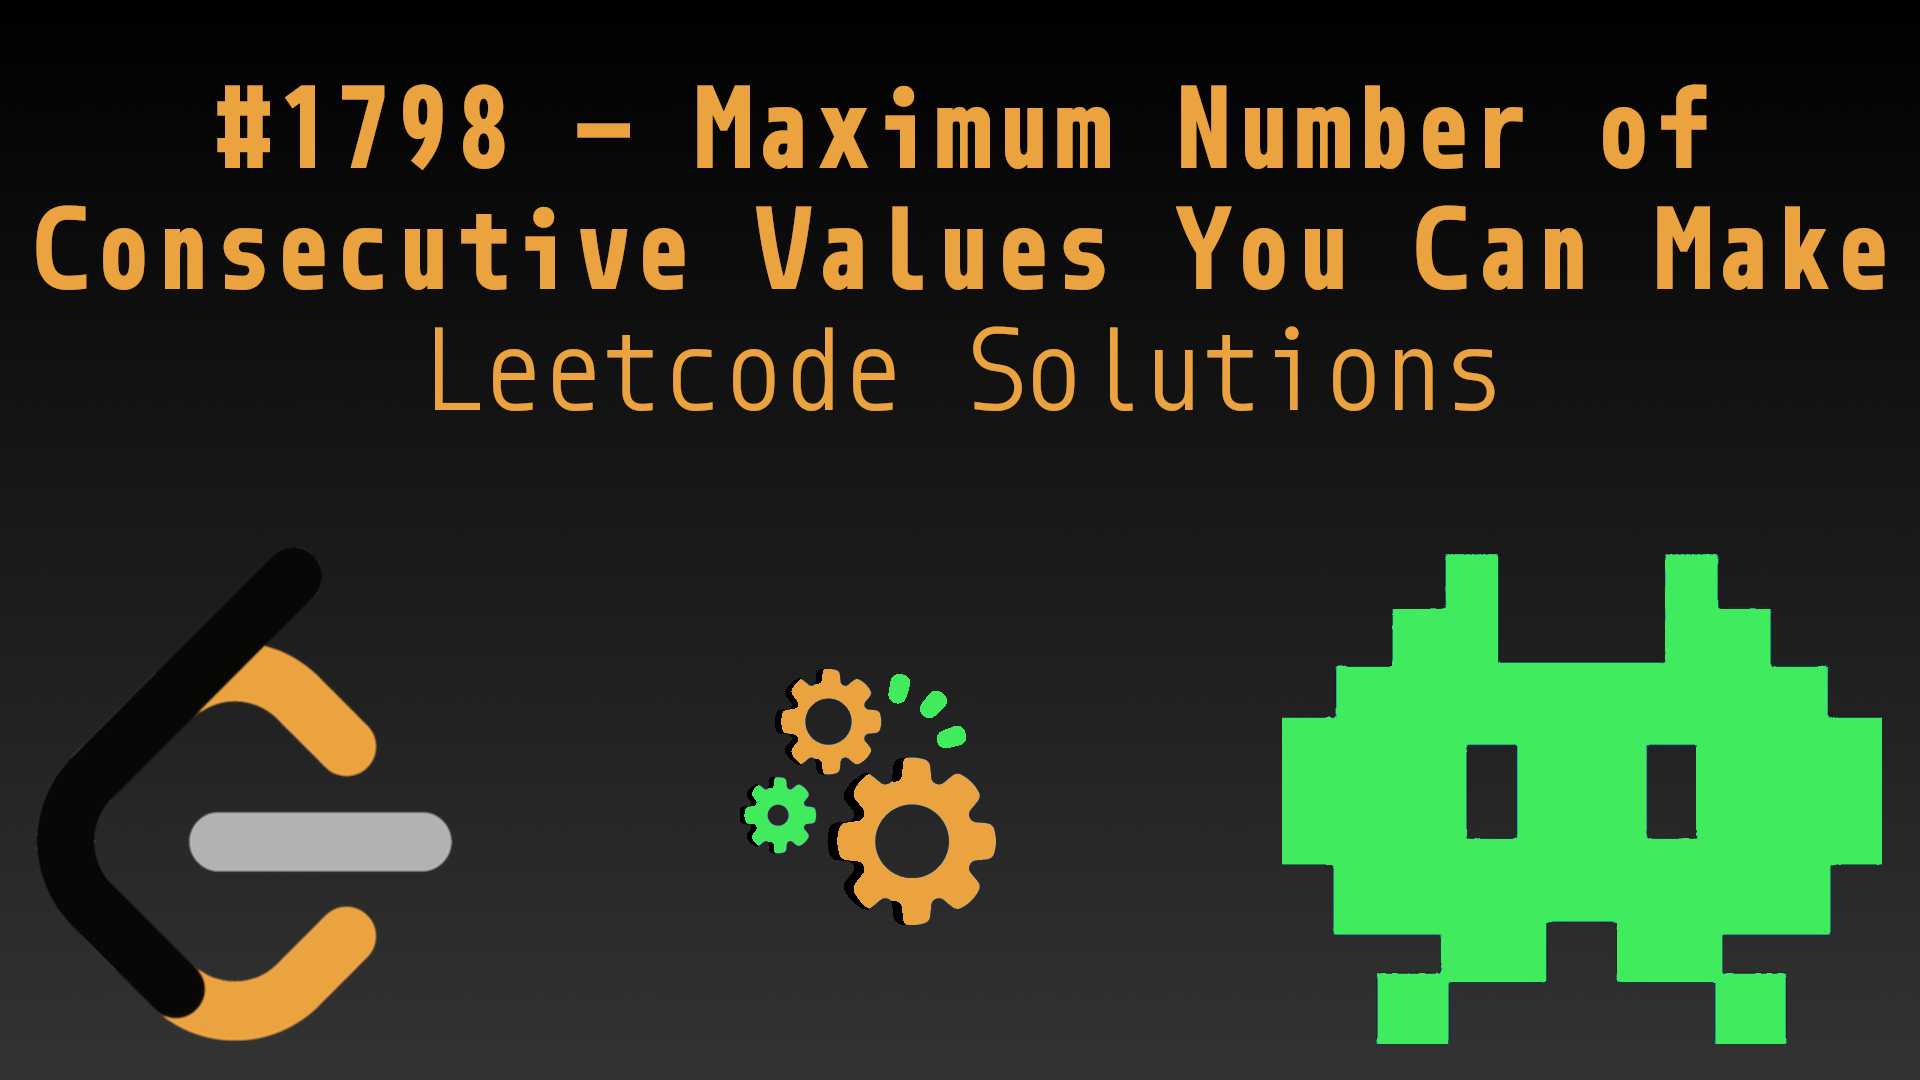 #1798 – Maximum Number of
Consecutive Values You Can Make
Leetcode Solutions